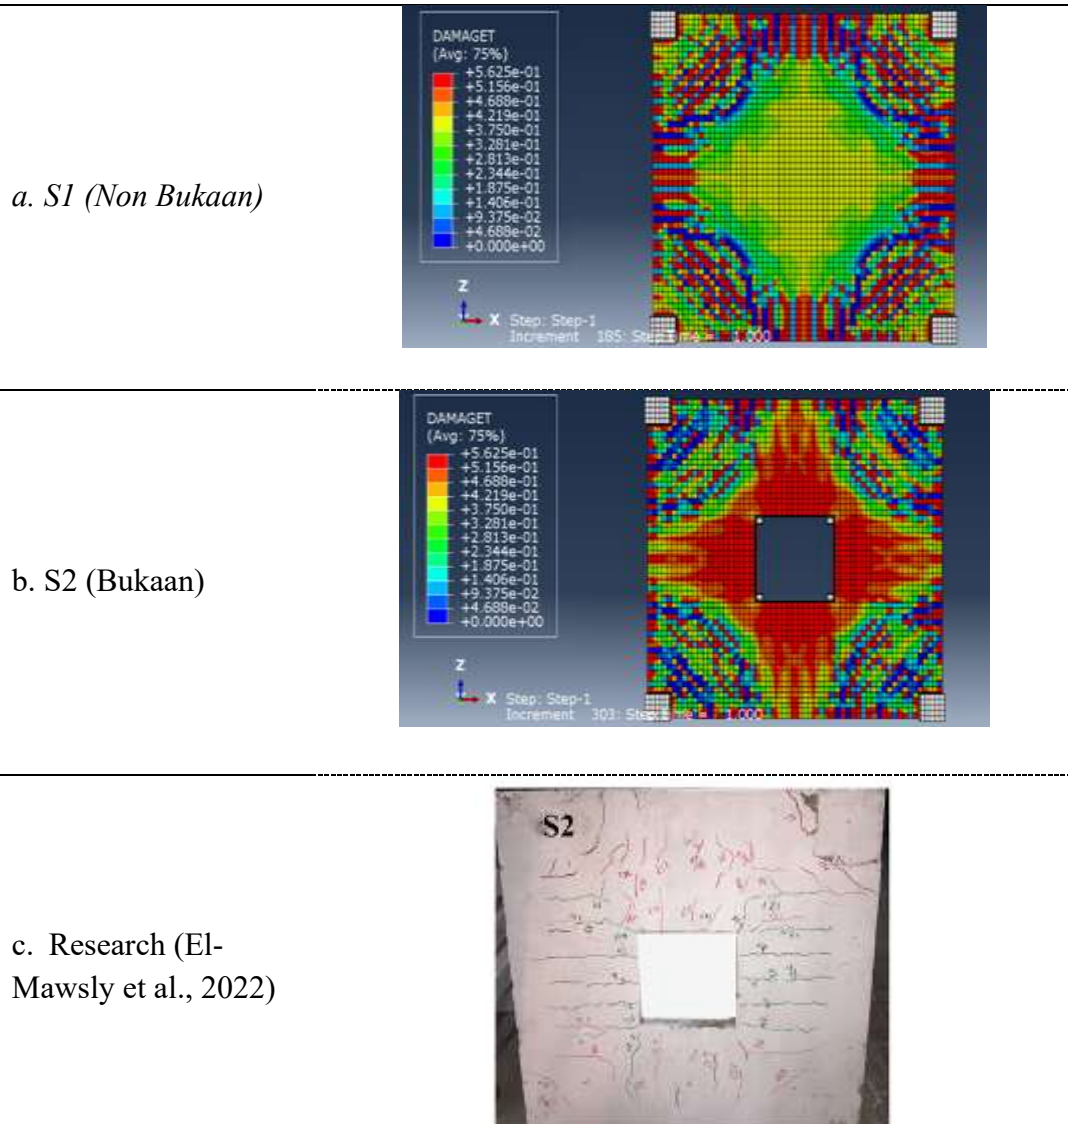 DAMAGET
(Avg: 75%)
+5.625e-01
+5.156e-01
+4.688e-01
+4.219e-01
+3.750e-01
+3.281e-01
+2.813e-01
+2.344e-01
+1.875e-01
+1.406e-01
+9.375e-02
+4.688e-02
+0.000e+00
a. S1 (Non Bukaan)
Z
X Step: Step-1
Increment 185: Step Time = 1.000
DAMAGET
(Avg: 75%)
+5.625e-01
+5.156e-01
+4.688e-01
+4.219e-01
+3.750e-01
+3.281e-01
+2.813e-01
+2.344e-01
+1.875e-01
+1.406e-01
+9.375e-02
+4.688e-02
+0.000e+00
b. S2 (Bukaan)
Z
X Step: Step-1
Increment 303: Step Time = 1.000
S2
c. Research (El-
Mawsly et al., 2022)